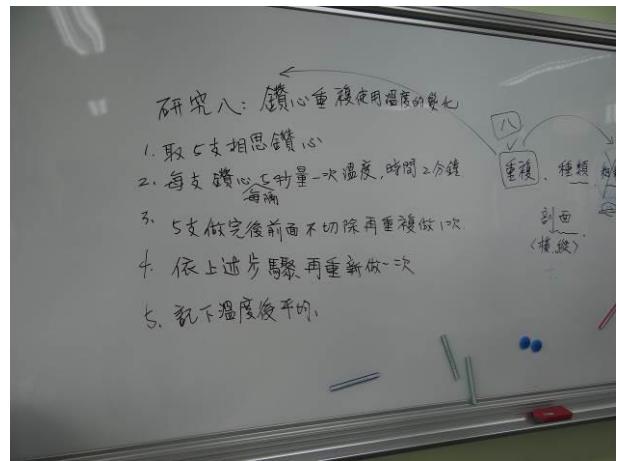 研究八：鑽心重複使用溫度的變化
1. 取5支相思鑽心
2. 每支鑽心每隔5秒量一次溫度，時間2分鐘
3. 5支做完後前面不切除再重複做1次
4. 依上述步驟再重新做一次
5. 記下溫度後平均、
八
重複、種類、
剖面
(橫、縱)